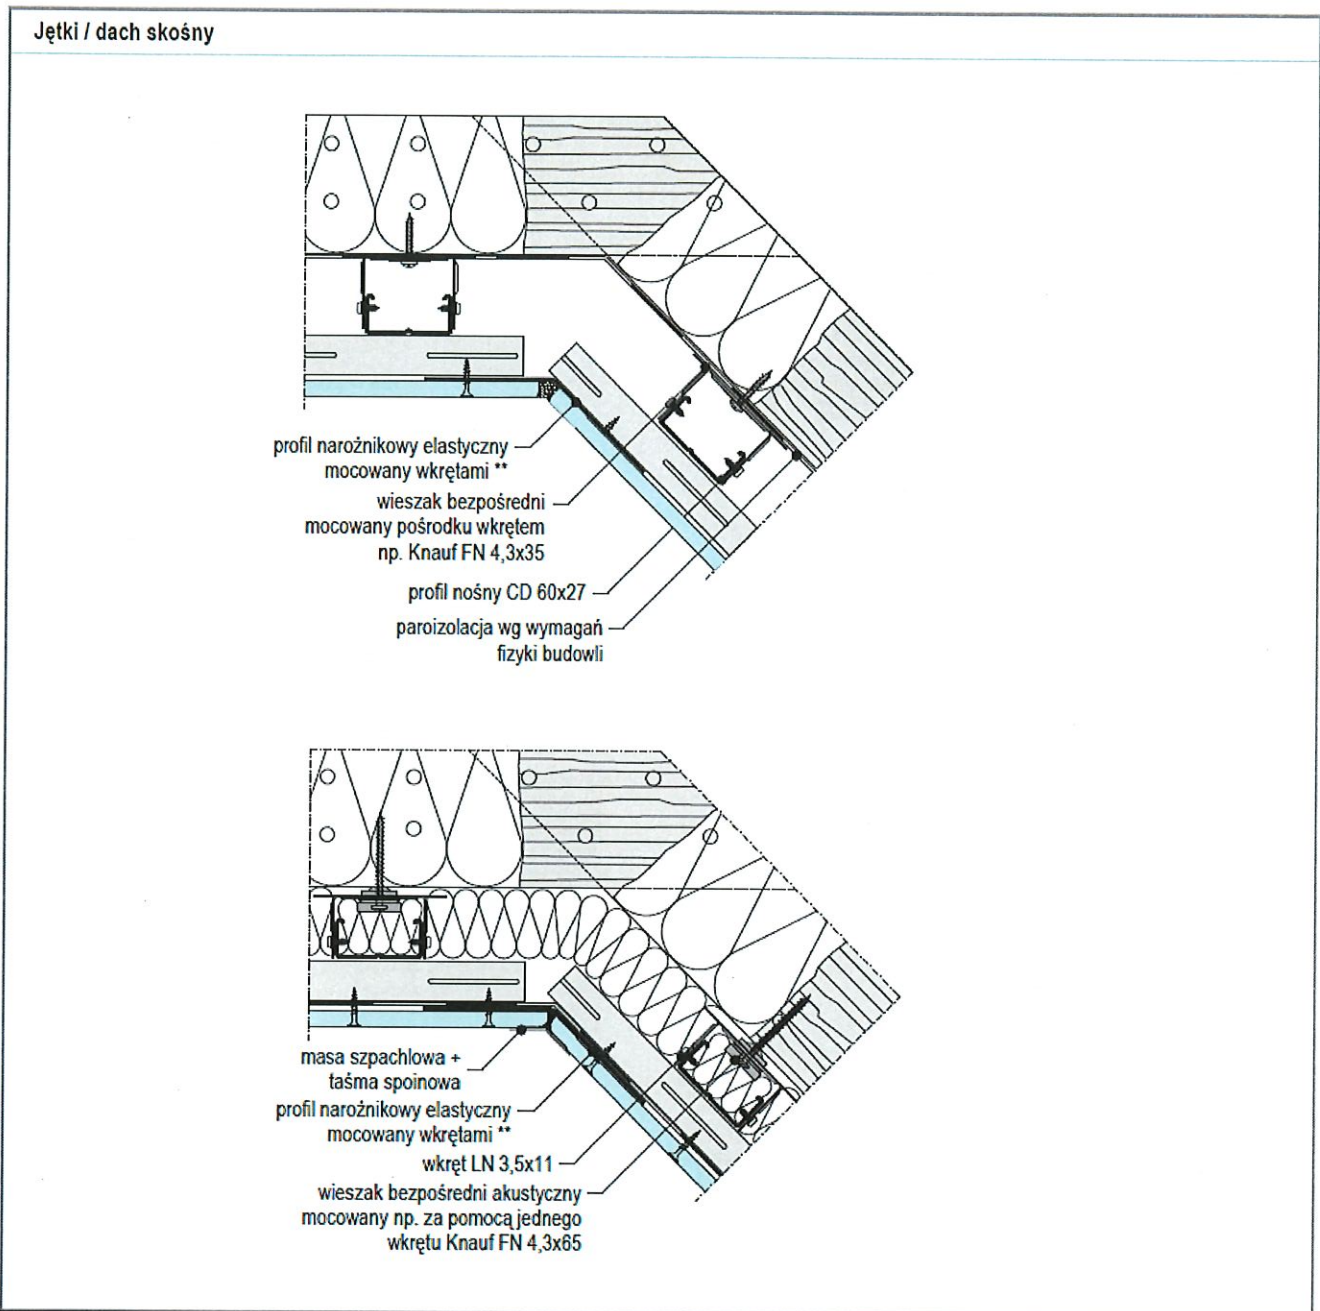 Jętki / dach skośny
profil narożnikowy elastyczny
mocowany wkrętami **
wieszak bezpośredni
mocowany pośrodku wkrętem
np. Knauf FN 4,3x35
profil nośny CD 60x27
paroizolacja wg wymagań
fizyki budowli
masa szpachlowa +
taśma spoinowa
profil narożnikowy elastyczny
mocowany wkrętami **
wkręt LN 3,5x11
wieszak bezpośredni akustyczny
mocowany np. za pomocą jednego
wkrętu Knauf FN 4,3x65